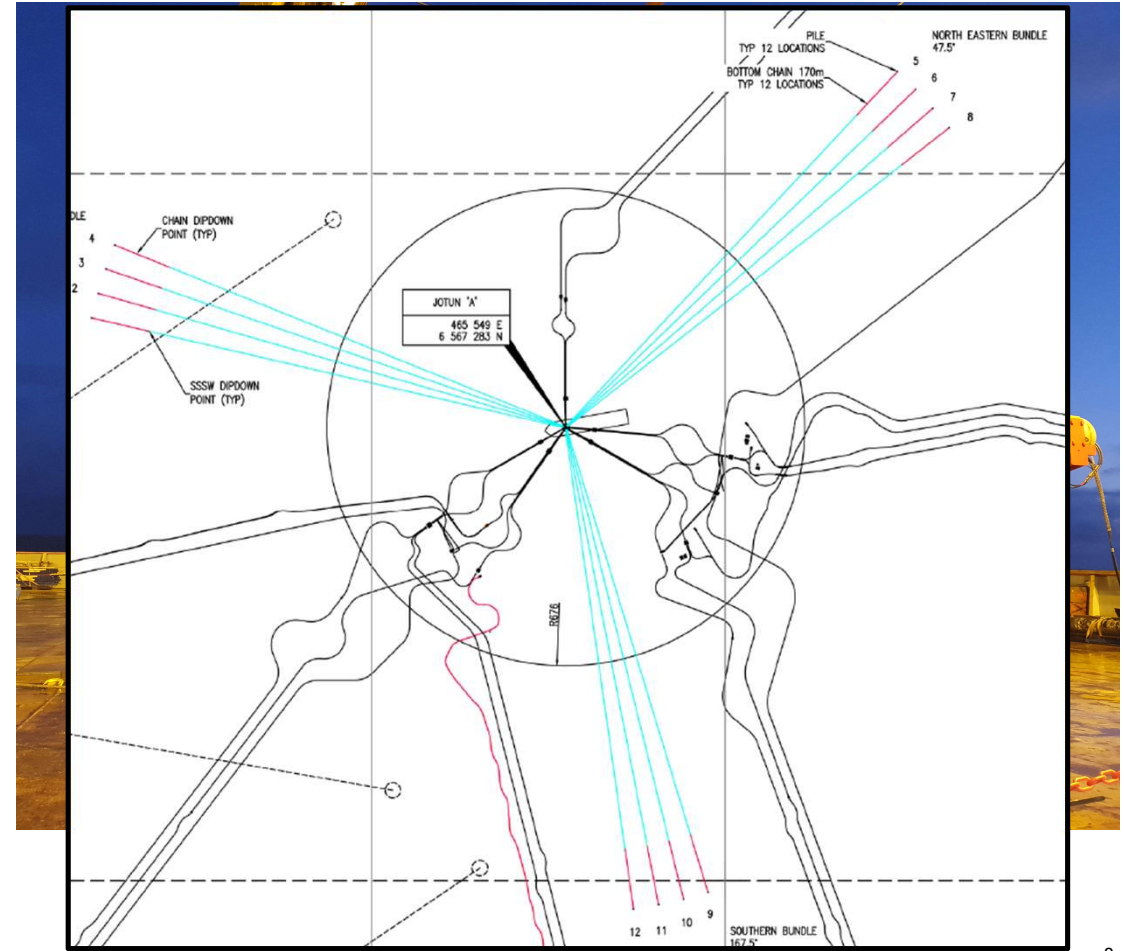 PILE
TYP 12 LOCATIONS
NORTH EASTERN BUNDLE
47.5°
5
BOTTOM CHAIN 170m
TYP 12 LOCATIONS
6
7
8
DLE
4
CHAIN DIPDOWN
POINT (TYP)
3
2
JOTUN 'A'
465 549 E
6 567 283 N
SSSW DIPDOWN
POINT (TYP)
R676
12
11
10
9
SOUTHERN BUNDLE
167.5°